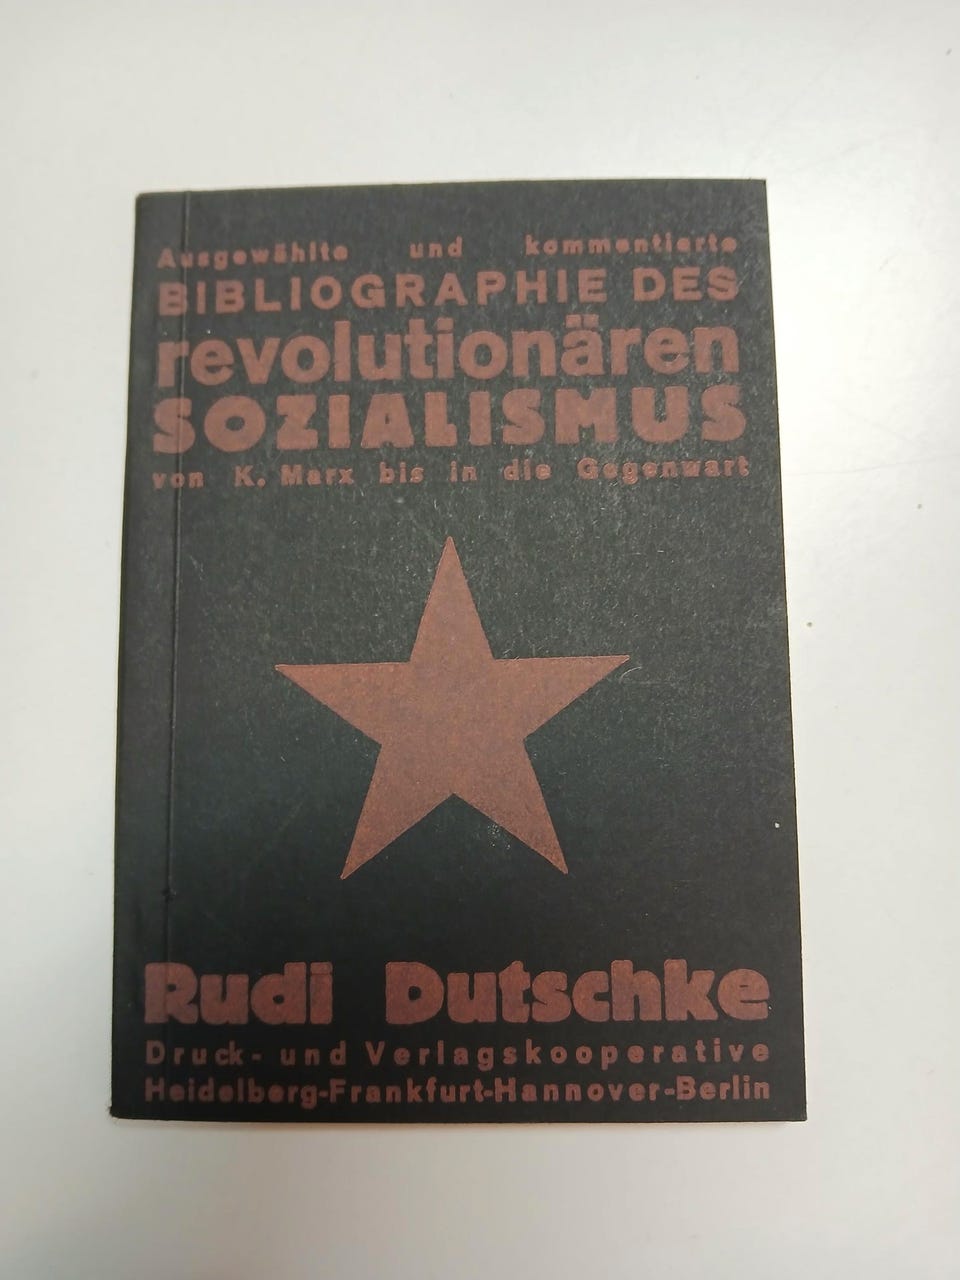 Ausgewählte und kommentierte
BIBLIOGRAPHIE DES
revolutionären
SOZIALISMUS
von K. Marx bis in die Gegenwart
Rudi Dutschke
Druck- und Verlagskooperative
Heidelberg-Frankfurt-Hannover-Berlin